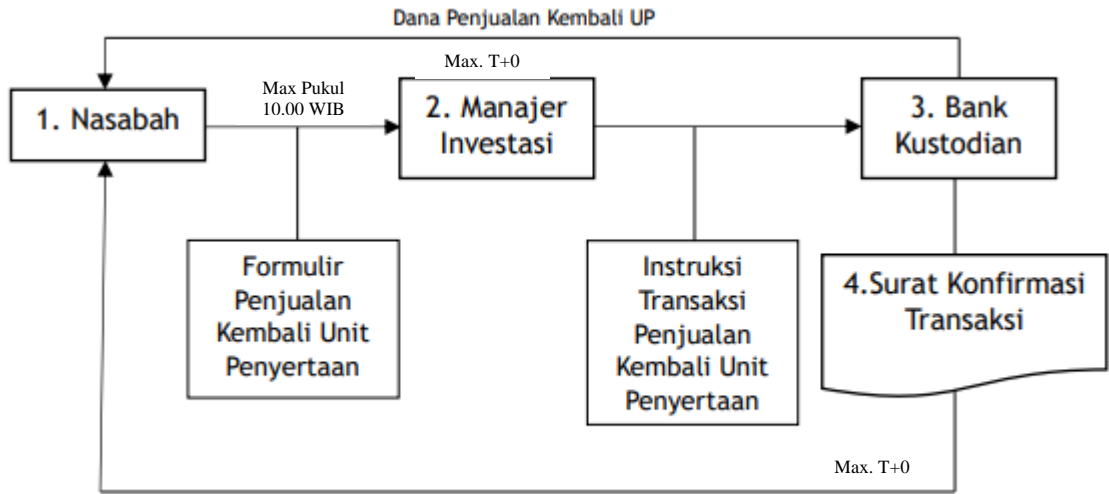 Dana Penjualan Kembali UP
Max. T+0
Max Pukul
10.00 WIB
1. Nasabah
2. Manajer
Investasi
3. Bank
Kustodian
Formulir
Penjualan
Kembali Unit
Penyertaan
Instruksi
Transaksi
Penjualan
Kembali Unit
Penyertaan
4.Surat Konfirmasi
Transaksi
Max. T+0